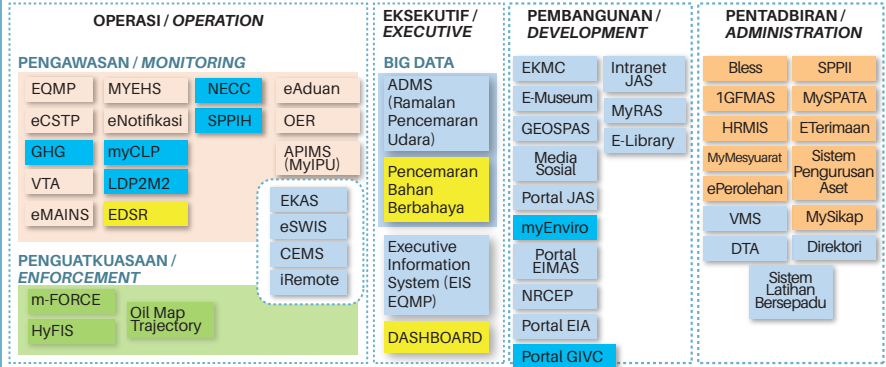 OPERASI / OPERATION
PENGAWASAN / MONITORING
EQMP
MYEHS
NECC
eAduan
eCSTP
eNotifikasi
SPPIH
OER
GHG
myCLP
APIMS
(MyIPU)
VTA
LDP2M2
eMAINS
EDSR
EKAS
eSWIS
CEMS
iRemote
PENGUATKUASAAN /
ENFORCEMENT
m-FORCE
HyFIS
Oil Map
Trajectory
EKSEKUTIF /
EXECUTIVE
BIG DATA
ADMS
(Ramalan
Pencemaran
Udara)
Pencemaran
Bahan
Berbahaya
Executive
Information
System (EIS
EQMP)
DASHBOARD
PEMBANGUNAN /
DEVELOPMENT
EKMC
E-Museum
GEOSPAS
Media
Sosial
Portal JAS
myEnviro
Portal
EIMAS
NRCEP
Portal EIA
Portal GIVC
Intranet
JAS
MyRAS
E-Library
PENTADBIRAN /
ADMINISTRATION
Bless
SPPII
1GFMAS
MySPATA
HRMIS
ETerimaan
MyMesyuarat
Sistem
Pengurusan
Aset
ePerolehan
VMS
MySikap
DTA
Direktori
Sistem
Latihan
Bersepadu